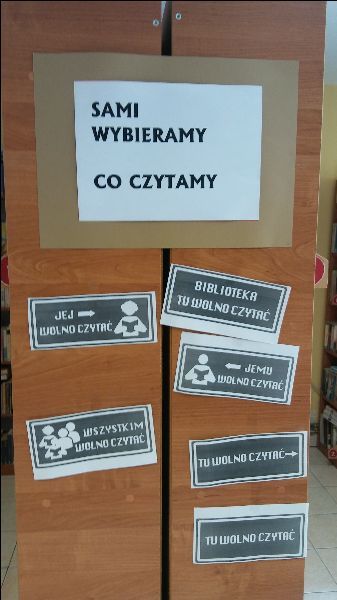 SAMI
WYBIERAMY
CO CZYTAMY
JEJ →
WOLNO CZYTAĆ
BIBLIOTEKA
TU WOLNO CZYTAĆ
← JEMU
WOLNO CZYTAĆ
WSZYSTKIM
WOLNO CZYTAĆ
TU WOLNO CZYTAĆ→
TU WOLNO CZYTAĆ